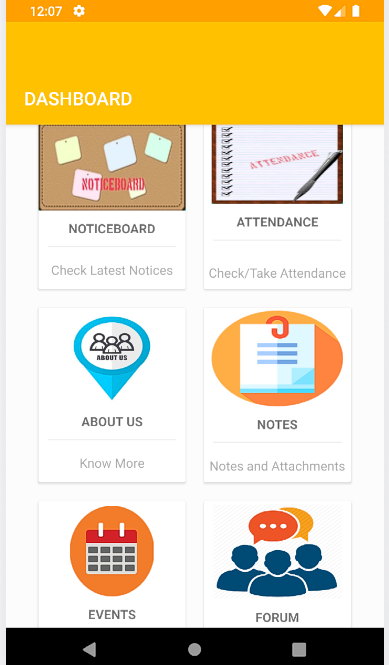 12:07
DASHBOARD
NOTICEBOARD
ATTENDANCE
NOTICEBOARD
Check Latest Notices
ATTENDANCE
Check/Take Attendance
ABOUT US
ABOUT US
Know More
NOTES
Notes and Attachments
EVENTS
FORUM